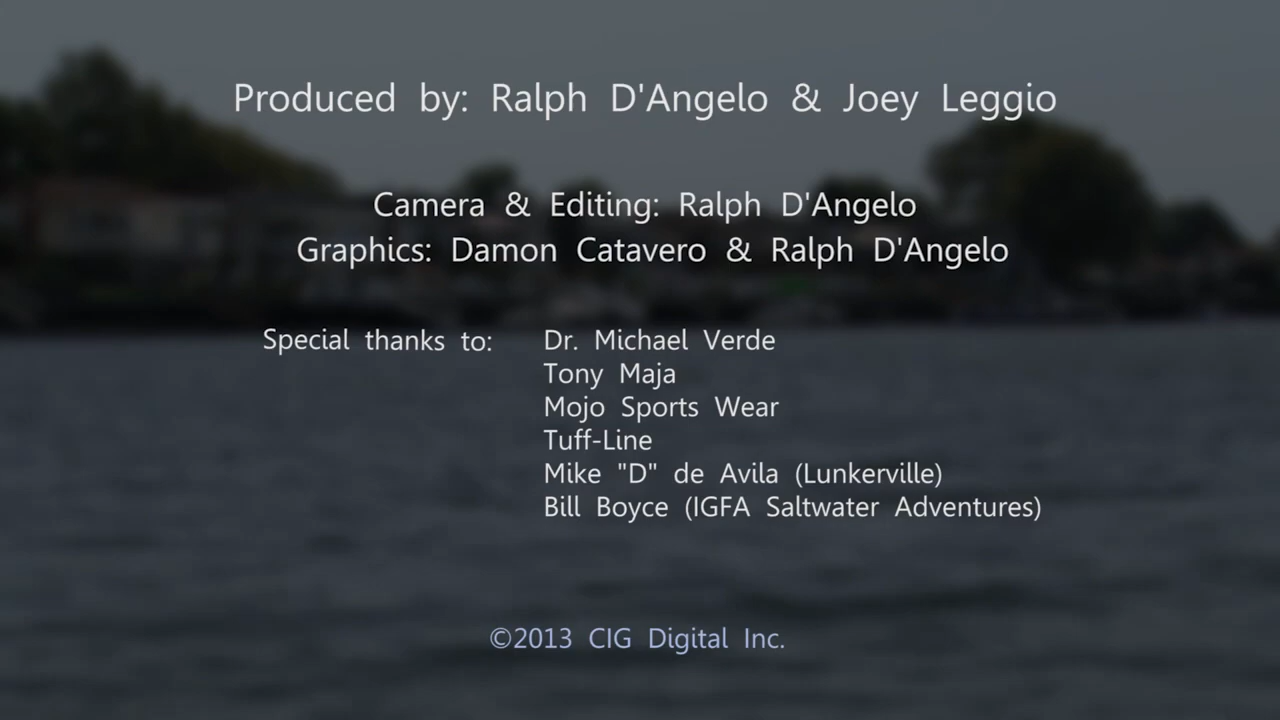 Produced by: Ralph D'Angelo & Joey Leggio
Camera & Editing: Ralph D'Angelo
Graphics: Damon Catavero & Ralph D'Angelo
Special thanks to: Dr. Michael Verde
Tony Maja
Mojo Sports Wear
Tuff-Line
Mike "D" de Avila (Lunkerville)
Bill Boyce (IGFA Saltwater Adventures)
©2013 CIG Digital Inc.